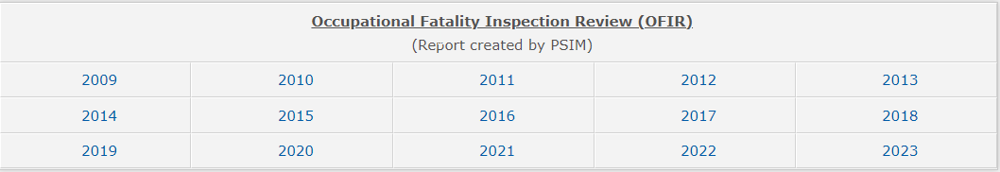 Occupational Fatality Inspection Review (OFIR)
(Report created by PSIM)
2009 2010 2011 2012 2013
2014 2015 2016 2017 2018
2019 2020 2021 2022 2023